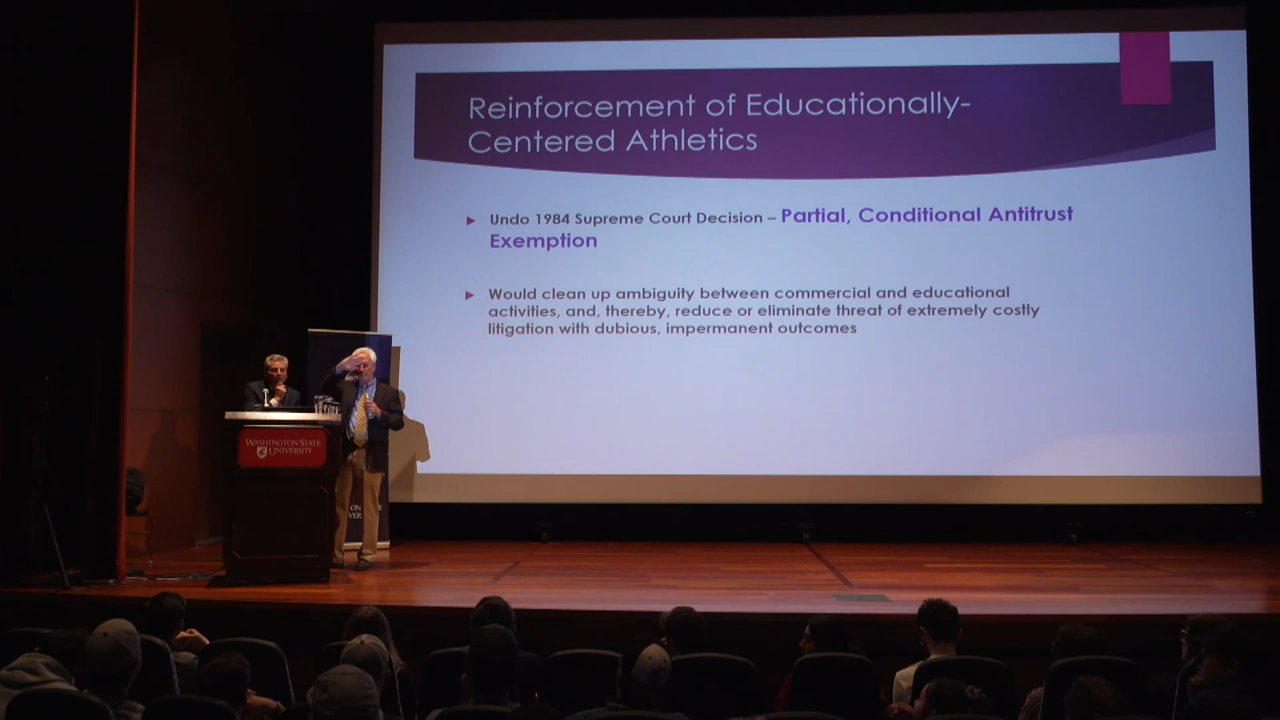 Reinforcement of Educationally-
Centered Athletics
Undo 1984 Supreme Court Decision – Partial, Conditional Antitrust
Exemption
Would clean up ambiguity between commercial and educational
activities, and, thereby, reduce or eliminate threat of extremely costly
litigation with dubious, impermanent outcomes
WASHINGTON STATE
UNIVERSITY